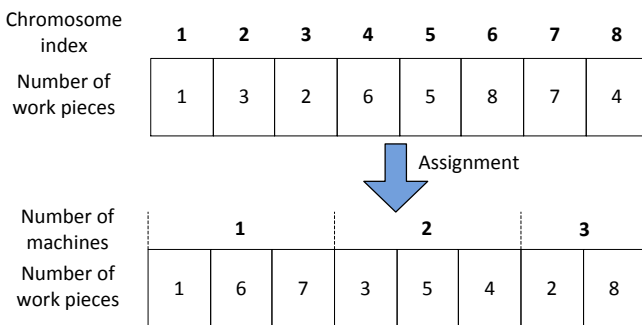 Chromosome index 1 2 3 4 5 6 7 8
Number of work pieces 1 3 2 6 5 8 7 4
Assignment
Number of machines 1 2 3
Number of work pieces 1 6 7 3 5 4 2 8